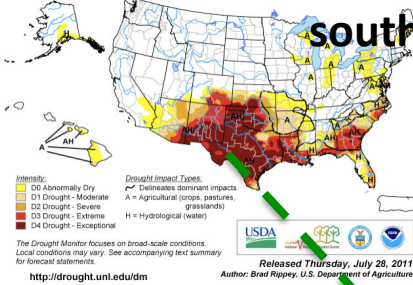 south
H
A
AH
A
A
A
A
A
A
AH
AH
A
AH
AH
AH
H
Intensity:
D0 Abnormally Dry
D1 Drought - Moderate
D2 Drought - Severe
D3 Drought - Extreme
D4 Drought - Exceptional
Drought Impact Types:
Delineates dominant impacts
A = Agricultural (crops, pastures,
grasslands)
H = Hydrological (water)
The Drought Monitor focuses on broad-scale conditions.
Local conditions may vary. See accompanying text summary
for forecast statements.
http://drought.unl.edu/dm
USDA
Released Thursday, July 28, 2011
Author: Brad Rippey, U.S. Department of Agriculture